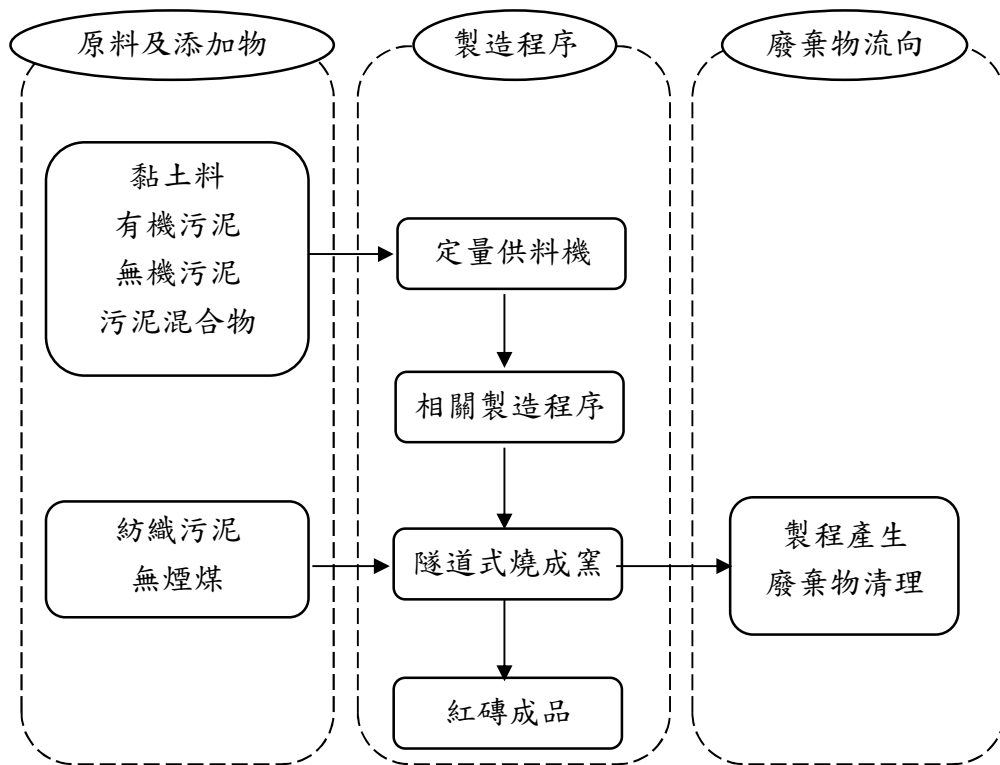 原料及添加物
製造程序
廢棄物流向
黏土料
有機污泥
無機污泥
污泥混合物
定量供料機
相關製造程序
紡織污泥
無煙煤
隧道式燒成窯
製程產生
廢棄物清理
紅磚成品